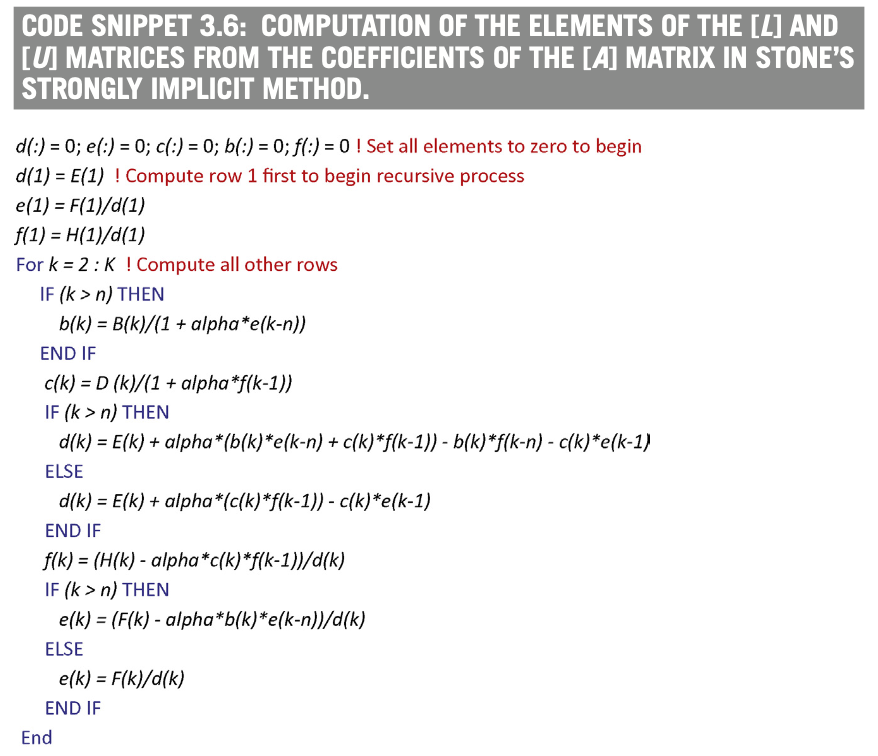 CODE SNIPPET 3.6: COMPUTATION OF THE ELEMENTS OF THE [L] AND
[U] MATRICES FROM THE COEFFICIENTS OF THE [A] MATRIX IN STONE'S
STRONGLY IMPLICIT METHOD.
d(:) = 0; e(:) = 0; c(:) = 0; b(:) = 0; f(:) = 0 ! Set all elements to zero to begin
d(1) = E(1) ! Compute row 1 first to begin recursive process
e(1) = F(1)/d(1)
f(1) = H(1)/d(1)
For k = 2 : K ! Compute all other rows
IF (k > n) THEN
b(k) = B(k)/(1 + alpha*e(k-n))
END IF
c(k) = D (k)/(1 + alpha*f(k-1))
IF (k > n) THEN
d(k) = E(k) + alpha*(b(k)*e(k-n) + c(k)*f(k-1)) - b(k)*f(k-n) - c(k)*e(k-1)
ELSE
d(k) = E(k) + alpha*(c(k)*f(k-1)) - c(k)*e(k-1)
END IF
f(k) = (H(k) - alpha*c(k)*f(k-1))/d(k)
IF (k > n) THEN
e(k) = (F(k) - alpha*b(k)*e(k-n))/d(k)
ELSE
e(k) = F(k)/d(k)
END IF
End